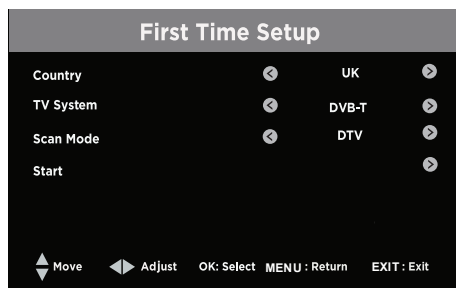 First Time Setup
Country UK
TV System DVB-T
Scan Mode DTV
Start
Move Adjust OK: Select MENU : Return EXIT : Exit